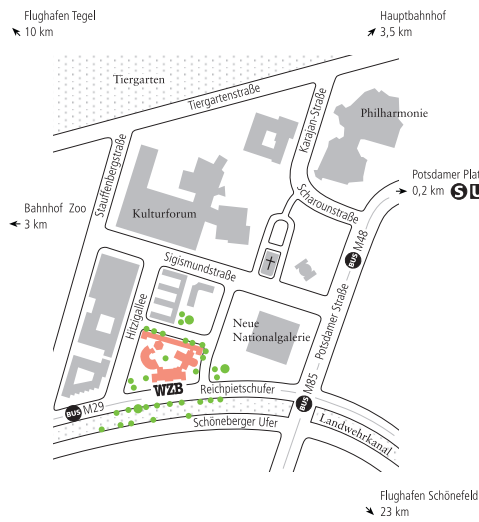 Flughafen Tegel
10 km
Hauptbahnhof
3,5 km
Tiergarten
Tiergartenstraße
Karajan-Straße
Philharmonie
Stauffenbergstraße
Potsdamer Plat
0,2 km S U
Scharounstraße
Bahnhof Zoo
3 km
Kulturforum
BUS M48
Sigismundstraße
Hitzigallee
Potsdamer Straße
Neue
Nationalgalerie
WZB
Reichpietschufer
BUS M85
BUS M29
Schöneberger Ufer
Landwehrkanal
Flughafen Schönefeld
23 km